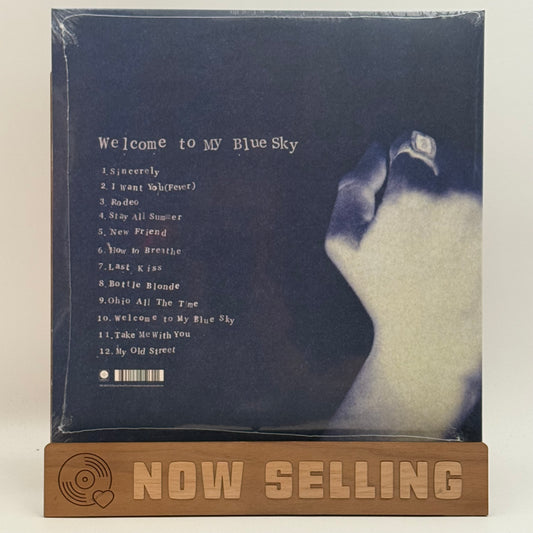 Welcome to My Blue Sky
1. Sincerely
2. I Want You (Fever)
3. Rodeo
4. Stay All Summer
5. New Friend
6. How to Breathe
7. Last Kiss
8. Bottle Blonde
9. Ohio All The Time
10. Welcome to My Blue Sky
11. Take Me With You
12. My Old Street
NOW SELLING